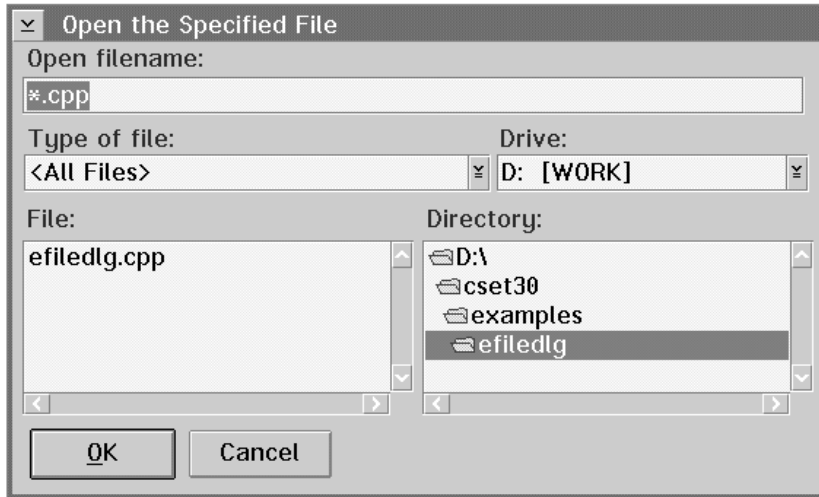 Open the Specified File
Open filename:
*.cpp
Type of file:
Drive:
<All Files>
D: [WORK]
File:
Directory:
efiledlg.cpp
D:\
cset30
examples
efiledlg
OK
Cancel